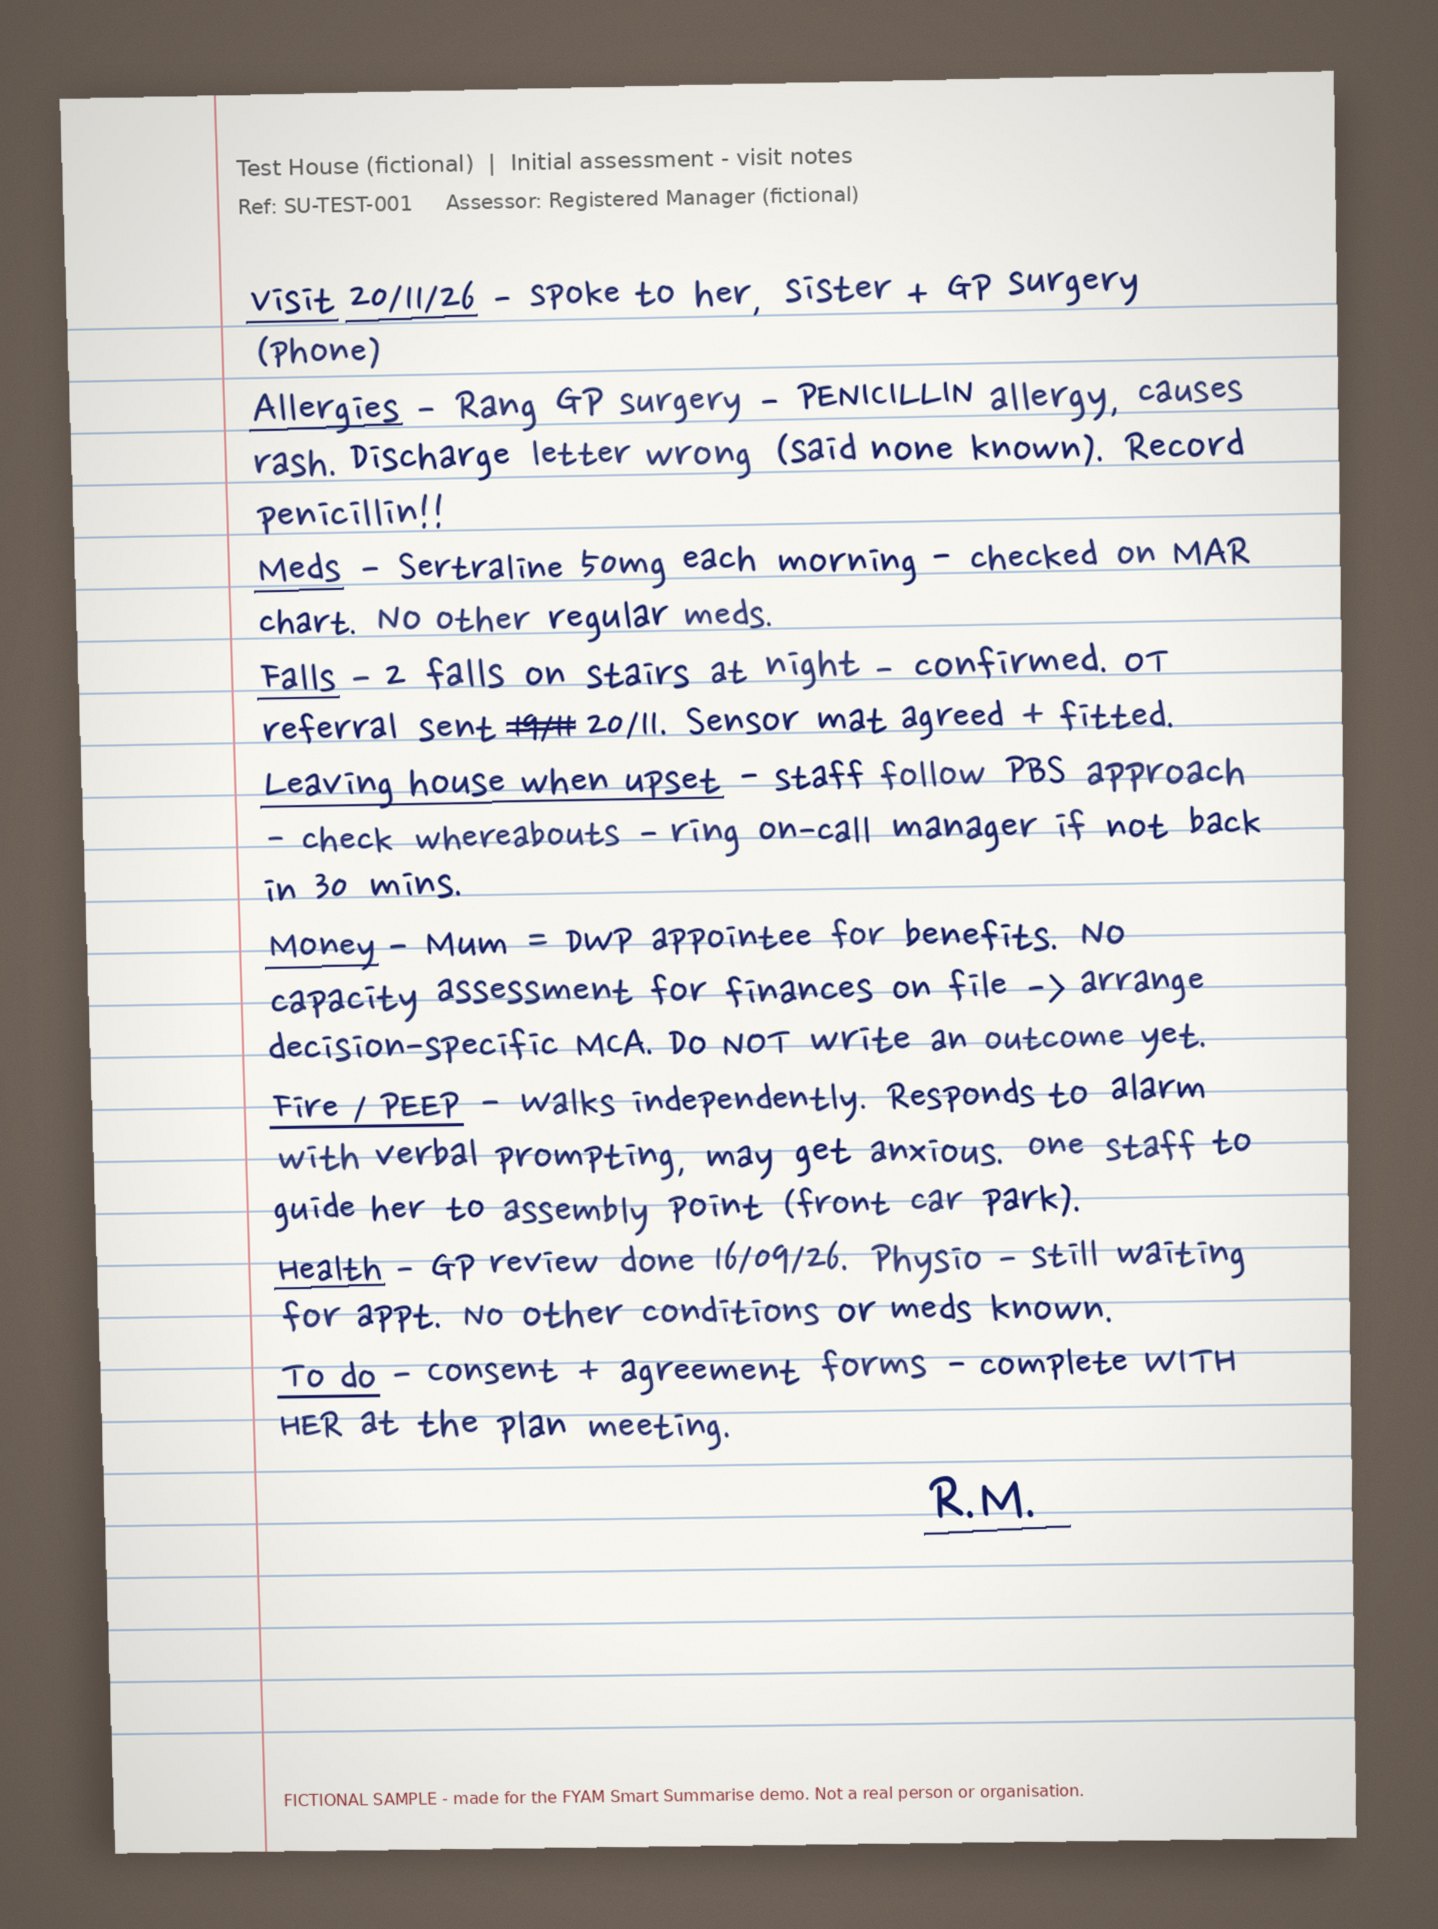 Test House (fictional) | Initial assessment - visit notes
Ref: SU-TEST-001 Assessor: Registered Manager (fictional)
Visit 20/11/26 - spoke to her, sister + GP surgery
(phone)
Allergies - Rang GP surgery - PENICILLIN allergy, causes
rash. Discharge letter wrong (said none known). Record
penicillin!!
Meds - Sertraline 50mg each morning - checked on MAR
chart. No other regular meds.
Falls - 2 falls on stairs at night - confirmed. OT
referral sent 19/11 20/11. Sensor mat agreed + fitted.
Leaving house when upset - staff follow PBS approach
- check whereabouts - ring on-call manager if not back
in 30 mins.
Money - Mum = DWP appointee for benefits. No
capacity assessment for finances on file -> arrange
decision-specific MCA. DO NOT write an outcome yet.
Fire / PEEP - walks independently. Responds to alarm
with verbal prompting, may get anxious. One staff to
guide her to assembly point (front car park).
Health - GP review done 16/09/26. Physio - still waiting
for appt. No other conditions or meds known.
To do - consent + agreement forms - complete WITH
HER at the plan meeting.
R.M.
FICTIONAL SAMPLE - made for the FYAM Smart Summarise demo. Not a real person or organisation.